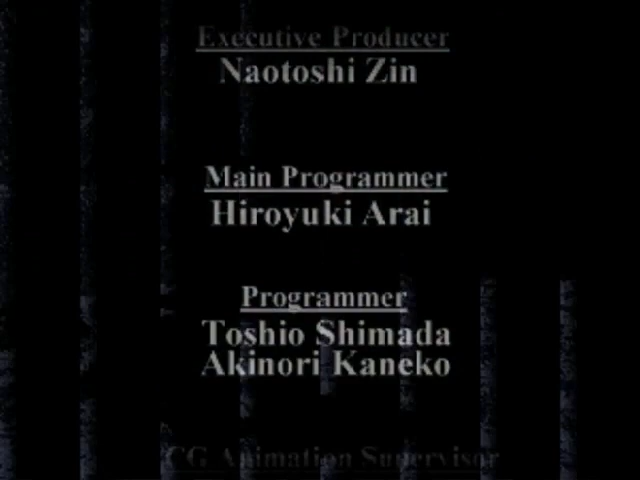 Executive Producer
Naotoshi Zin
Main Programmer
Hiroyuki Arai
Programmer
Toshio Shimada
Akinori Kaneko
CG Animation Supervisor